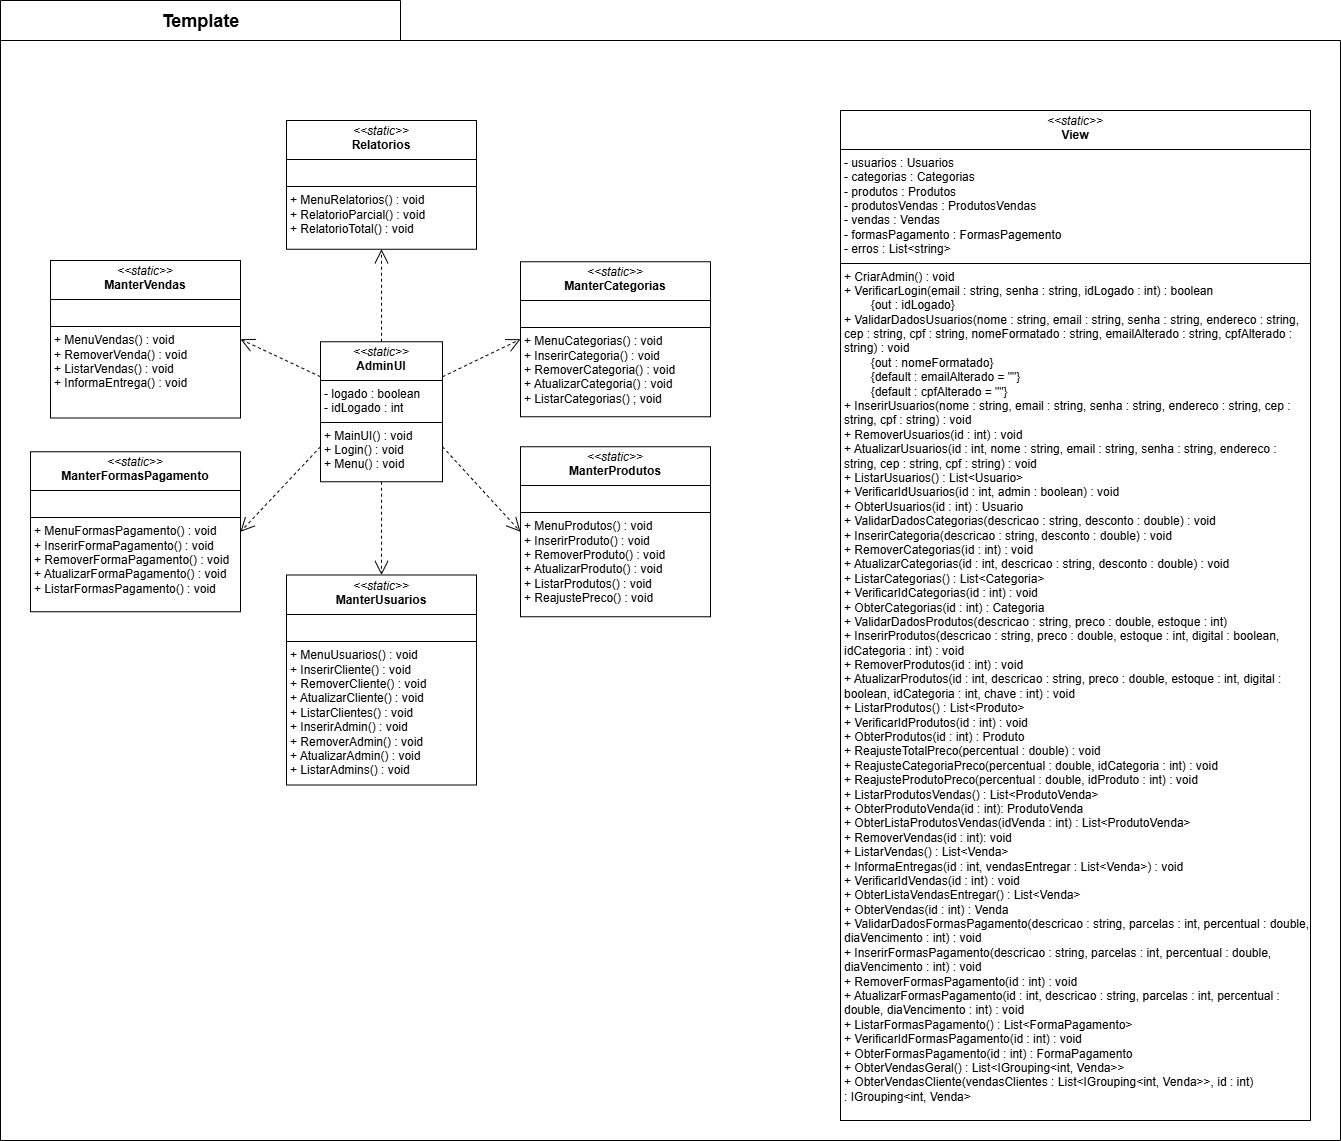 Template
<<static>>
Relatorios
+ MenuRelatorios() : void
+ RelatorioParcial() : void
+ RelatorioTotal() : void
<<static>>
ManterVendas
+ MenuVendas() : void
+ RemoverVenda() : void
+ ListarVendas() : void
+ InformaEntrega() : void
<<static>>
ManterCategorias
+ MenuCategorias() : void
+ InserirCategoria() : void
+ RemoverCategoria() : void
+ AtualizarCategoria() : void
+ ListarCategorias() ; void
<<static>>
AdminUI
- logado : boolean
- idLogado : int
+ MainUI() : void
+ Login() : void
+ Menu() : void
<<static>>
ManterFormasPagamento
+ MenuFormasPagamento() : void
+ InserirFormaPagamento() : void
+ RemoverFormaPagamento() : void
+ AtualizarFormaPagamento() : void
+ ListarFormasPagamento() : void
<<static>>
ManterProdutos
+ MenuProdutos() : void
+ InserirProduto() : void
+ RemoverProduto() : void
+ AtualizarProduto() : void
+ ListarProdutos() : void
+ ReajustePreco() : void
<<static>>
ManterUsuarios
+ MenuUsuarios() : void
+ InserirCliente() : void
+ RemoverCliente() : void
+ AtualizarCliente() : void
+ ListarClientes() : void
+ InserirAdmin() : void
+ RemoverAdmin() : void
+ AtualizarAdmin() : void
+ ListarAdmins() : void
<<static>>
View
- usuarios : Usuarios
- categorias : Categorias
- produtos : Produtos
- produtosVendas : ProdutosVendas
- vendas : Vendas
- formasPagamento : FormasPagemento
- erros : List<string>
+ CriarAdmin() : void
+ VerificarLogin(email : string, senha : string, idLogado : int) : boolean
{out : idLogado}
+ ValidarDadosUsuarios(nome : string, email : string, senha : string, endereco : string,
cep : string, cpf : string, nomeFormatado : string, emailAlterado : string, cpfAlterado :
string) : void
{out : nomeFormatado}
{default : emailAlterado = ""}
{default : cpfAlterado = ""}
+ InserirUsuarios(nome : string, email : string, senha : string, endereco : string, cep :
string, cpf : string) : void
+ RemoverUsuarios(id : int) : void
+ AtualizarUsuarios(id : int, nome : string, email : string, senha : string, endereco :
string, cep : string, cpf : string) : void
+ ListarUsuarios() : List<Usuario>
+ VerificarIdUsuarios(id : int, admin : boolean) : void
+ ObterUsuarios(id : int) : Usuario
+ ValidarDadosCategorias(descricao : string, desconto : double) : void
+ InserirCategoria(descricao : string, desconto : double) : void
+ RemoverCategorias(id : int) : void
+ AtualizarCategorias(id : int, descricao : string, desconto : double) : void
+ ListarCategorias() : List<Categoria>
+ VerificarIdCategorias(id : int) : void
+ ObterCategorias(id : int) : Categoria
+ ValidarDadosProdutos(descricao : string, preco : double, estoque : int)
+ InserirProdutos(descricao : string, preco : double, estoque : int, digital : boolean,
idCategoria : int) : void
+ RemoverProdutos(id : int) : void
+ AtualizarProdutos(id : int, descricao : string, preco : double, estoque : int, digital :
boolean, idCategoria : int, chave : int) : void
+ ListarProdutos() : List<Produto>
+ VerificarIdProdutos(id : int) : void
+ ObterProdutos(id : int) : Produto
+ ReajusteTotalPreco(percentual : double) : void
+ ReajusteCategoriaPreco(percentual : double, idCategoria : int) : void
+ ReajusteProdutoPreco(percentual : double, idProduto : int) : void
+ ListarProdutosVendas() : List<ProdutoVenda>
+ ObterProdutoVenda(id : int): ProdutoVenda
+ ObterListaProdutosVendas(idVenda : int) : List<ProdutoVenda>
+ RemoverVendas(id : int): void
+ ListarVendas() : List<Venda>
+ InformaEntregas(id : int, vendasEntregar : List<Venda>) : void
+ VerificarIdVendas(id : int) : void
+ ObterListaVendasEntregar() : List<Venda>
+ ObterVendas(id : int) : Venda
+ ValidarDadosFormasPagamento(descricao : string, parcelas : int, percentual : double,
diaVencimento : int) : void
+ InserirFormasPagamento(descricao : string, parcelas : int, percentual : double,
diaVencimento : int) : void
+ RemoverFormasPagamento(id : int) : void
+ AtualizarFormasPagamento(id : int, descricao : string, parcelas : int, percentual :
double, diaVencimento : int) : void
+ ListarFormasPagamento() : List<FormaPagamento>
+ VerificarIdFormasPagamento(id : int) : void
+ ObterFormasPagamento(id : int) : FormaPagamento
+ ObterVendasGeral() : List<IGrouping<int, Venda>>
+ ObterVendasCliente(vendasClientes : List<IGrouping<int, Venda>>, id : int)
: IGrouping<int, Venda>